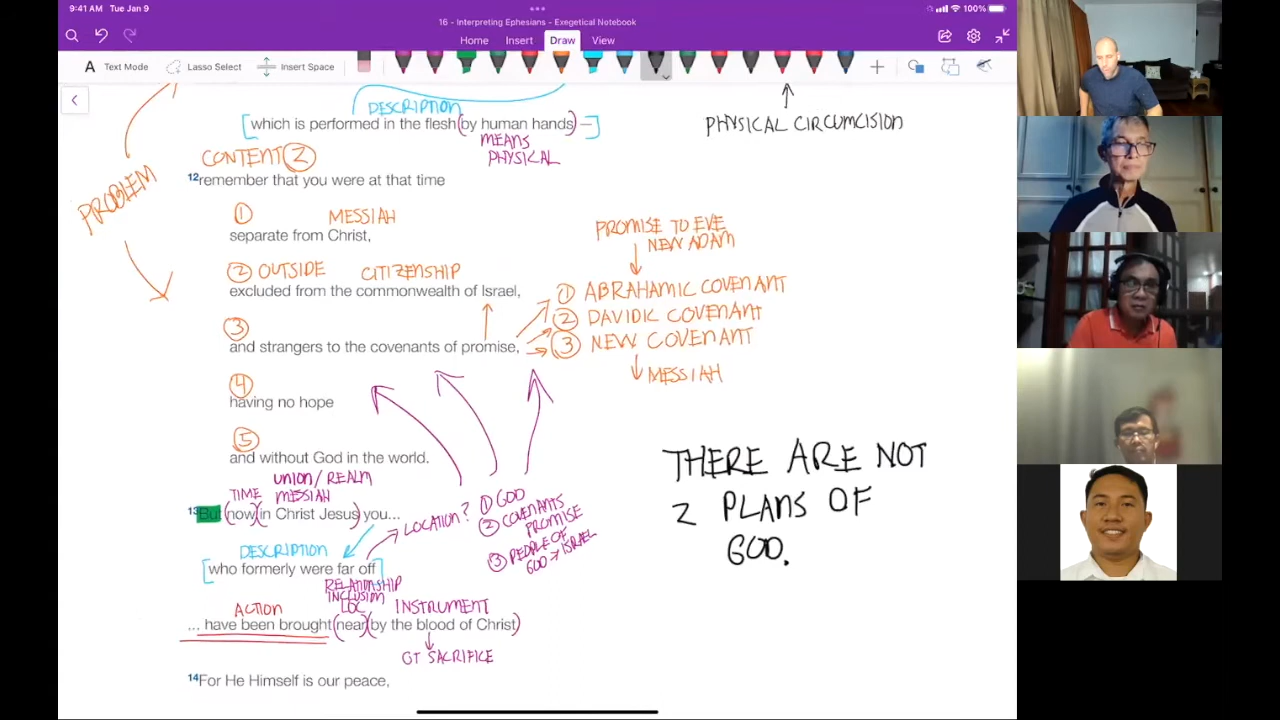 9:41 AM Tue Jan 9
100%
16 - Interpreting Ephesians - Exegetical Notebook
Home Insert Draw View
A Text Mode Lasso Select Insert Space
DESCRIPTION
[which is performed in the flesh (by human hands) —]
MEANS
PHYSICAL
PHYSICAL CIRCUMCISION
PROBLEM
CONTENT 2
12remember that you were at that time
1 MESSIAH
separate from Christ,
2 OUTSIDE CITIZENSHIP
excluded from the commonwealth of Israel,
3
and strangers to the covenants of promise,
PROMISE TO EVE
NEW ADAM
1 ABRAHAMIC COVENANT
2 DAVIDIC COVENANT
3 NEW COVENANT
MESSIAH
4
having no hope
5
and without God in the world.
UNION/REALM
TIME MESSIAH
13But (now)(in Christ Jesus) you...
LOCATION? 1 GOD
2 COVENANTS
PROMISE
3 PEOPLE OF
GOD → ISRAEL
DESCRIPTION
[who formerly were far off]
RELATIONSHIP
INCLUSION
ACTION LOC INSTRUMENT
... have been brought (near)(by the blood of Christ)
OT SACRIFICE
14For He Himself is our peace,
THERE ARE NOT
2 PLANS OF
GOD.